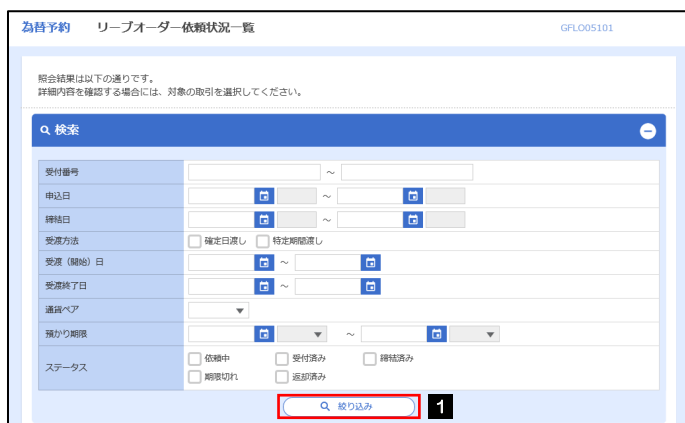 為替予約 リーブオーダー依頼状況一覧 GFLO05101
照会結果は以下の通りです。
詳細内容を確認する場合には、対象の取引を選択してください。
検索
受付番号 ～
申込日 ～
締結日 ～
受渡方法 確定日渡し 特定期間渡し
受渡（開始）日 ～
受渡終了日 ～
通貨ペア
預かり期限 ～
ステータス 依頼中 受付済み 締結済み
期限切れ 返却済み
絞り込み 1